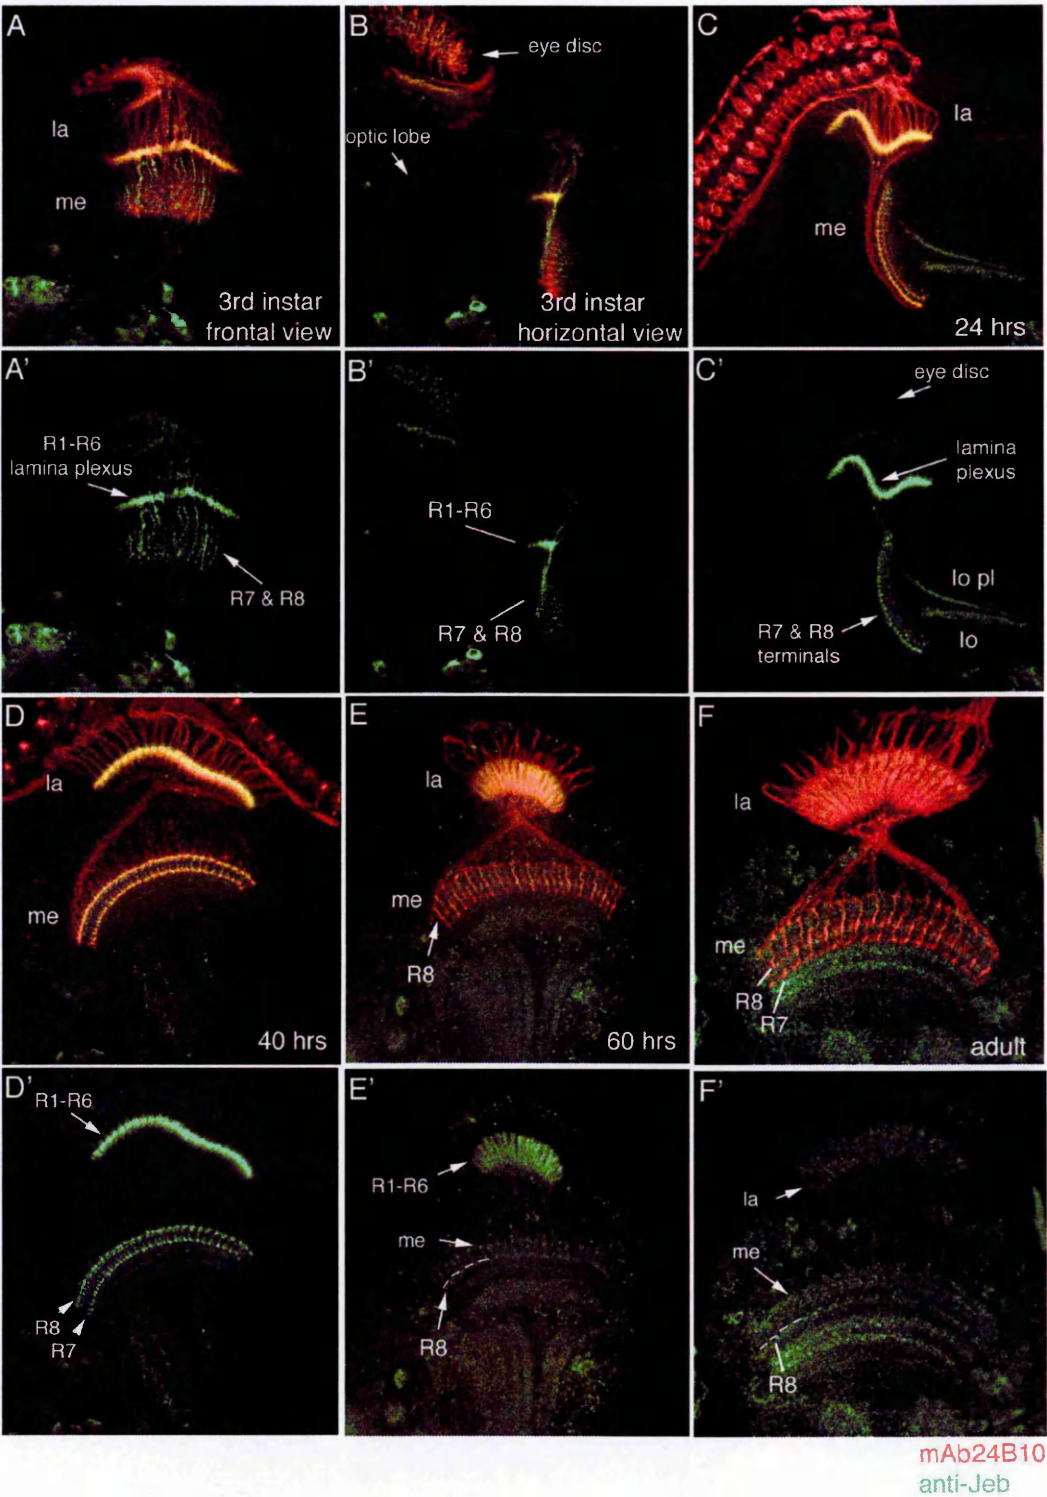 A
la
me
3rd instar
frontal view
B
eye disc
optic lobe
3rd instar
horizontal view
C
la
me
24 hrs
A'
R1-R6
lamina plexus
R7 & R8
B'
R1-R6
R7 & R8
C'
eye disc
lamina
plexus
lo pl
lo
R7 & R8
terminals
D
la
me
40 hrs
E
la
me
R8
60 hrs
F
la
me
R8
R7
adult
D'
R1-R6
R8
R7
E'
R1-R6
me
R8
F'
la
me
R8
mAb24B10
anti-Jeb